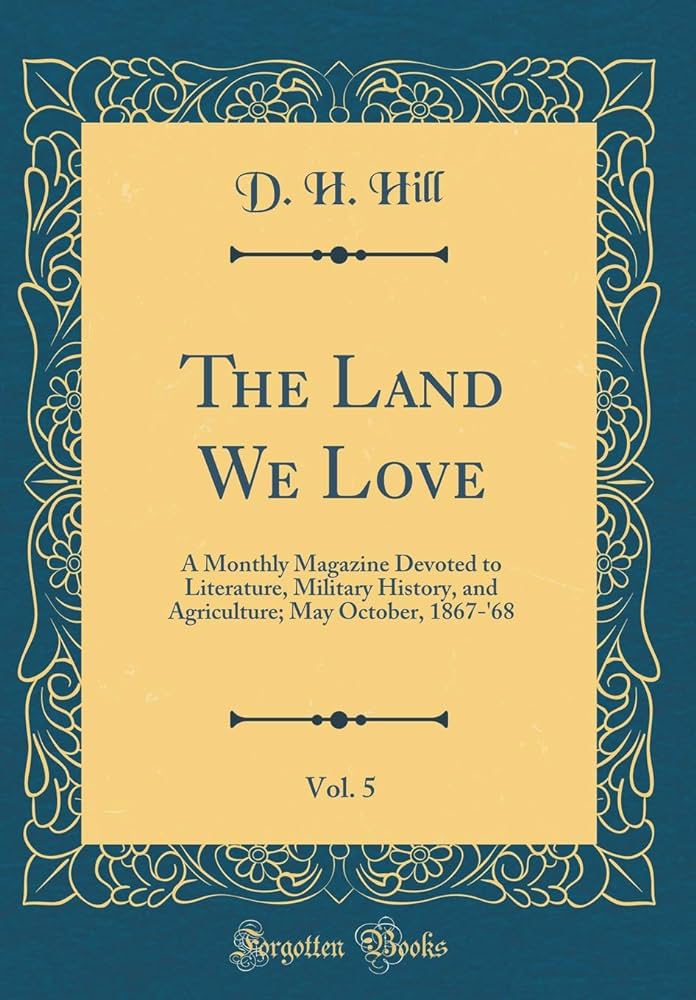 D. H. Hill
The Land
We Love
A Monthly Magazine Devoted to
Literature, Military History, and
Agriculture; May October, 1867-'68
Vol. 5
Forgotten Books